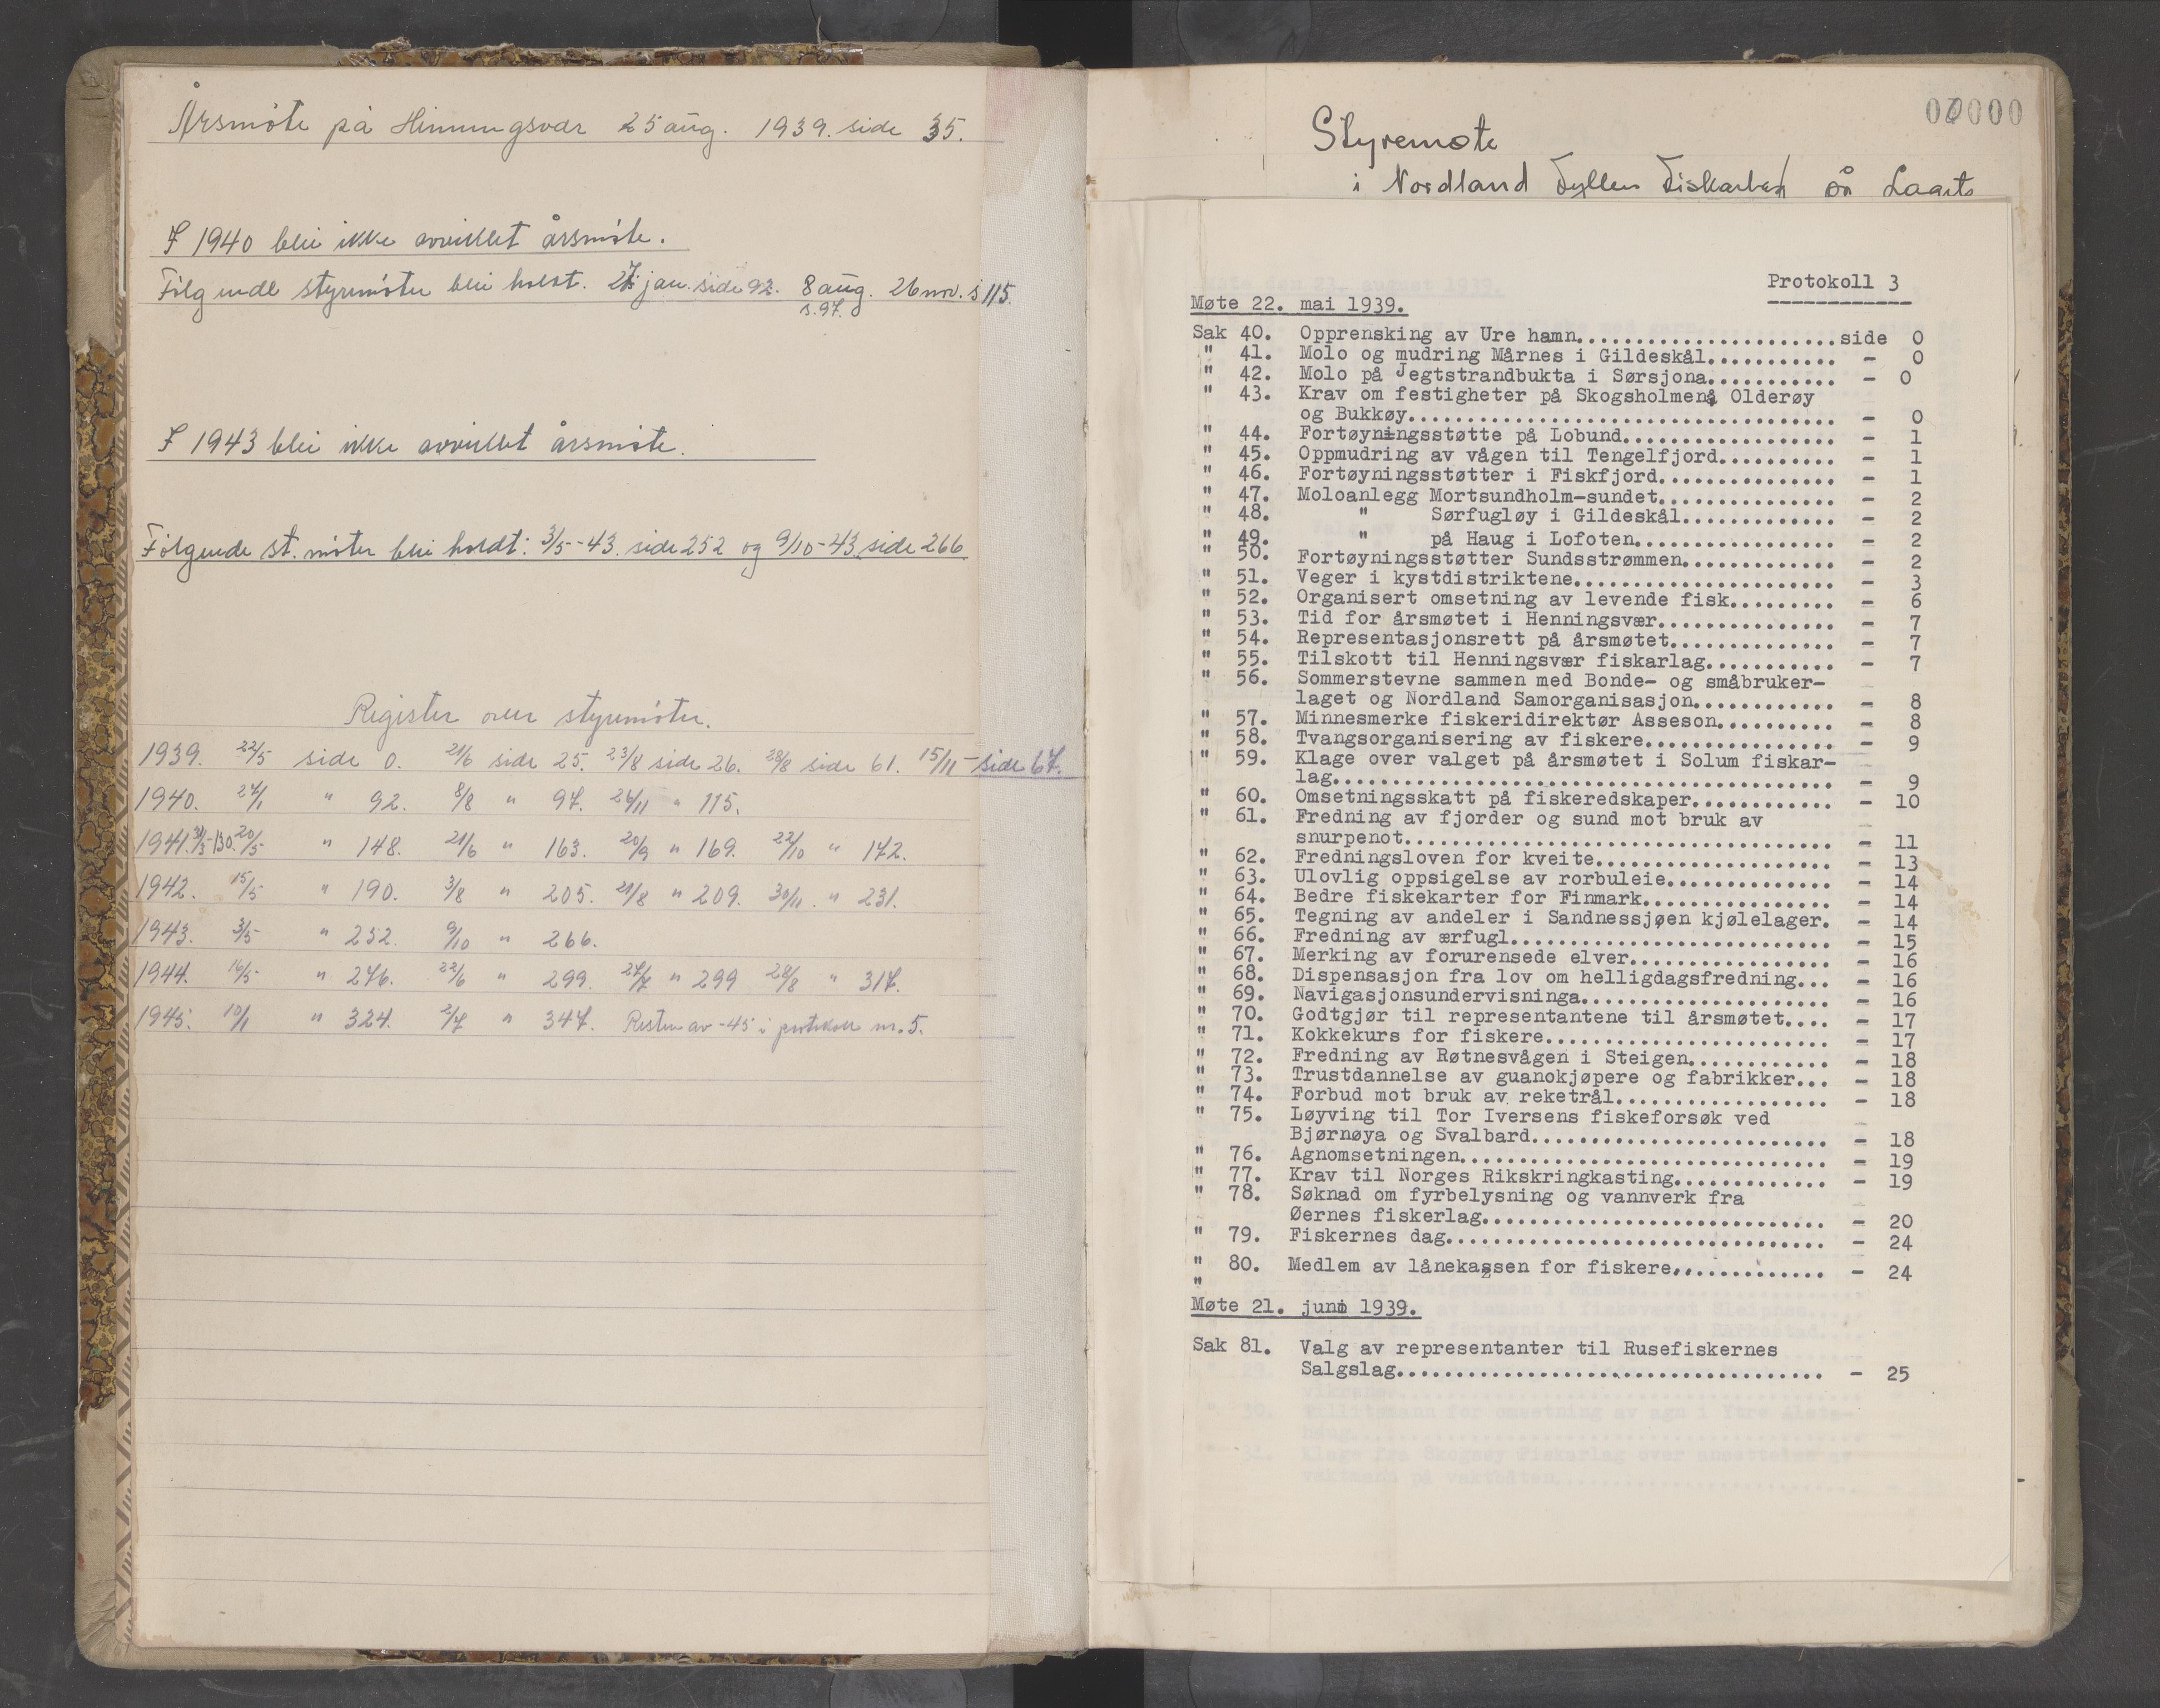 Årsmöte på Henningsvær 25 aug. 1939. side 35.
I 1940 blei ikke avviklet årsmöte.
Fölgende styremöter blei holdt. 27. jan. side 92. 8 aug. 26 nov. s 115.
s. 97.
I 1943 blei ikke avviklet årsmöte.
Fölgende st. möter blei holdt: 3/5-43. side 252 og 9/10-43 side 266.
Register over styremöter.
1939. 22/5 side 0. 21/6 side 25. 23/8 side 26. 28/8 side 61. 15/11 - side 67.
1940. 27/1 " 92. 8/8 " 97. 26/11 " 115.
1941. 31/3-130. 20/5 " 148. 21/6 " 163. 20/9 " 169. 22/10 " 172.
1942. 15/5 " 190. 3/8 " 205. 21/8 " 209. 30/11 " 231.
1943. 3/5 " 252. 9/10 " 266.
1944. 16/5 " 276. 22/6 " 299. 27/7 " 299 28/8 " 317.
1945. 10/1 " 324. 2/7 " 347. Resten av -45 i protokoll nr. 5.
00000
Styremøte
i Nordland Fylkes Fiskarlag
Protokoll 3
Møte 22. mai 1939.
Sak 40. Opprensking av Ure hamn......................side 0
" 41. Molo og mudring Mårnes i Gildeskål........... - 0
" 42. Molo på Jegtstrandbukta i Sørsjona........... - 0
" 43. Krav om festigheter på Skogsholmen, Olderøy
og Bukkøy.................................... - 0
" 44. Fortøyningsstøtte på Lobund.................. - 1
" 45. Oppmudring av vågen til Tengelfjord.......... - 1
" 46. Fortøyningsstøtter i Fiskfjord............... - 1
" 47. Moloanlegg Mortsundholm-sundet............... - 2
" 48. " Sørfugløy i Gildeskål............. - 2
" 49. " på Haug i Lofoten................. - 2
" 50. Fortøyningsstøtter Sundsstrømmen............. - 2
" 51. Veger i kystdistriktene...................... - 3
" 52. Organisert omsetning av levende fisk......... - 6
" 53. Tid for årsmøtet i Henningsvær............... - 7
" 54. Representasjonsrett på årsmøtet.............. - 7
" 55. Tilskott til Henningsvær fiskarlag........... - 7
" 56. Sommerstevne sammen med Bonde- og småbruker-
laget og Nordland Samorganisasjon............ - 8
" 57. Minnesmerke fiskeridirektør Asseson.......... - 8
" 58. Tvangsorganisering av fiskere................ - 9
" 59. Klage over valget på årsmøtet i Solum fiskar-
lag.......................................... - 9
" 60. Omsetningsskatt på fiskeredskaper............ - 10
" 61. Fredning av fjorder og sund mot bruk av
snurpenot.................................... - 11
" 62. Fredningsloven for kveite.................... - 13
" 63. Ulovlig oppsigelse av rorbuleie.............. - 14
" 64. Bedre fiskekarter for Finmark................ - 14
" 65. Tegning av andeler i Sandnessjøen kjølelager. - 14
" 66. Fredning av ærfugl........................... - 15
" 67. Merking av forurensede elver................. - 16
" 68. Dispensasjon fra lov om helligdagsfredning... - 16
" 69. Navigasjonsundervisninga..................... - 16
" 70. Godtgjør til representantene til årsmøtet.... - 17
" 71. Kokkekurs for fiskere........................ - 17
" 72. Fredning av Røtnesvågen i Steigen............ - 18
" 73. Trustdannelse av guanokjøpere og fabrikker... - 18
" 74. Forbud mot bruk av reketrål.................. - 18
" 75. Løyving til Tor Iversens fiskeforsøk ved
Bjørnøya og Svalbard......................... - 18
" 76. Agnomsetningen............................... - 19
" 77. Krav til Norges Rikskringkasting............. - 19
" 78. Søknad om fyrbelysning og vannverk fra
Øernes fiskerlag............................. - 20
" 79. Fiskernes dag................................ - 24
" 80. Medlem av lånekassen for fiskere,............ - 24
"
Møte 21. juni 1939.
Sak 81. Valg av representanter til Rusefiskernes
Salgslag.................................... - 25